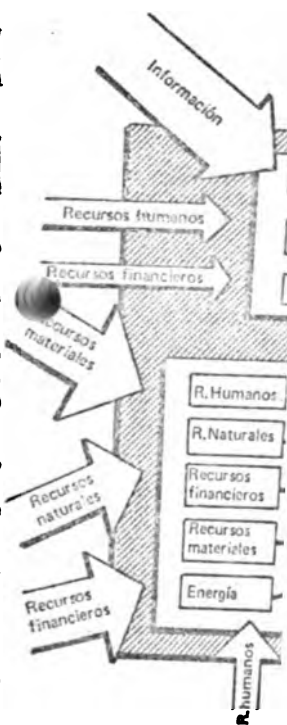 Información
Recursos humanos
Recursos financieros
Recursos
materiales
R. Humanos
R. Naturales
Recursos
financieros
Recursos
materiales
Energía
Recursos
naturales
Recursos
financieros
R. humanos